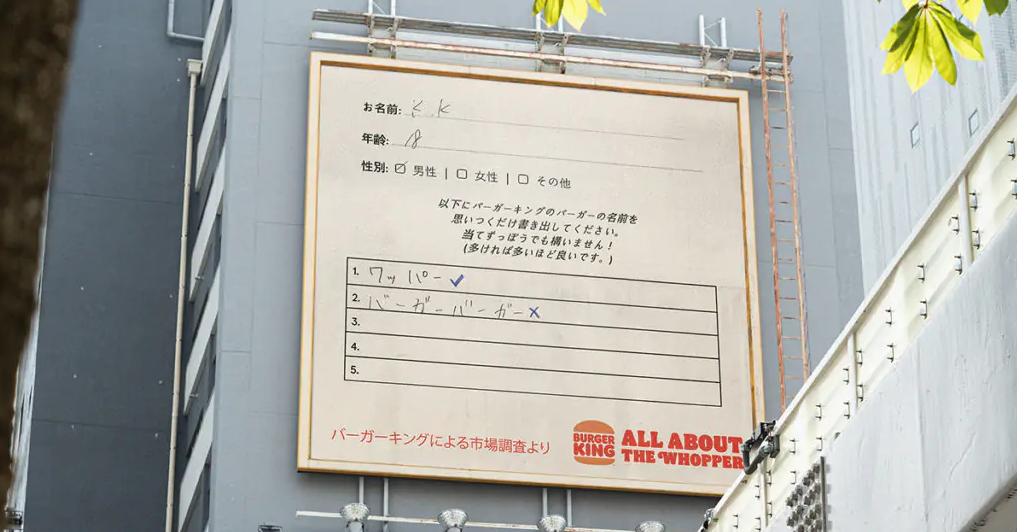 お名前: K.K
年齢: 18
性別: ☑ 男性 | ☐ 女性 | ☐ その他
以下にバーガーキングのバーガーの名前を
思いつくだけ書き出してください。
当てずっぽうでも構いません！
(多ければ多いほど良いです。)
1. ワッパー ✓
2. バーガーバーガー ✗
3.
4.
5.
バーガーキングによる市場調査より
BURGER
KING
ALL ABOUT
THE WHOPPER